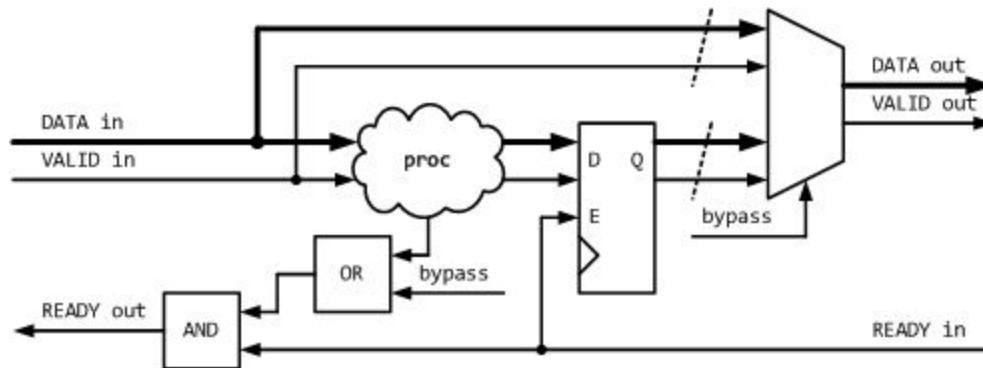 DATA out
VALID out
DATA in
VALID in
proc
D
Q
E
bypass
OR
bypass
READY out
AND
READY in